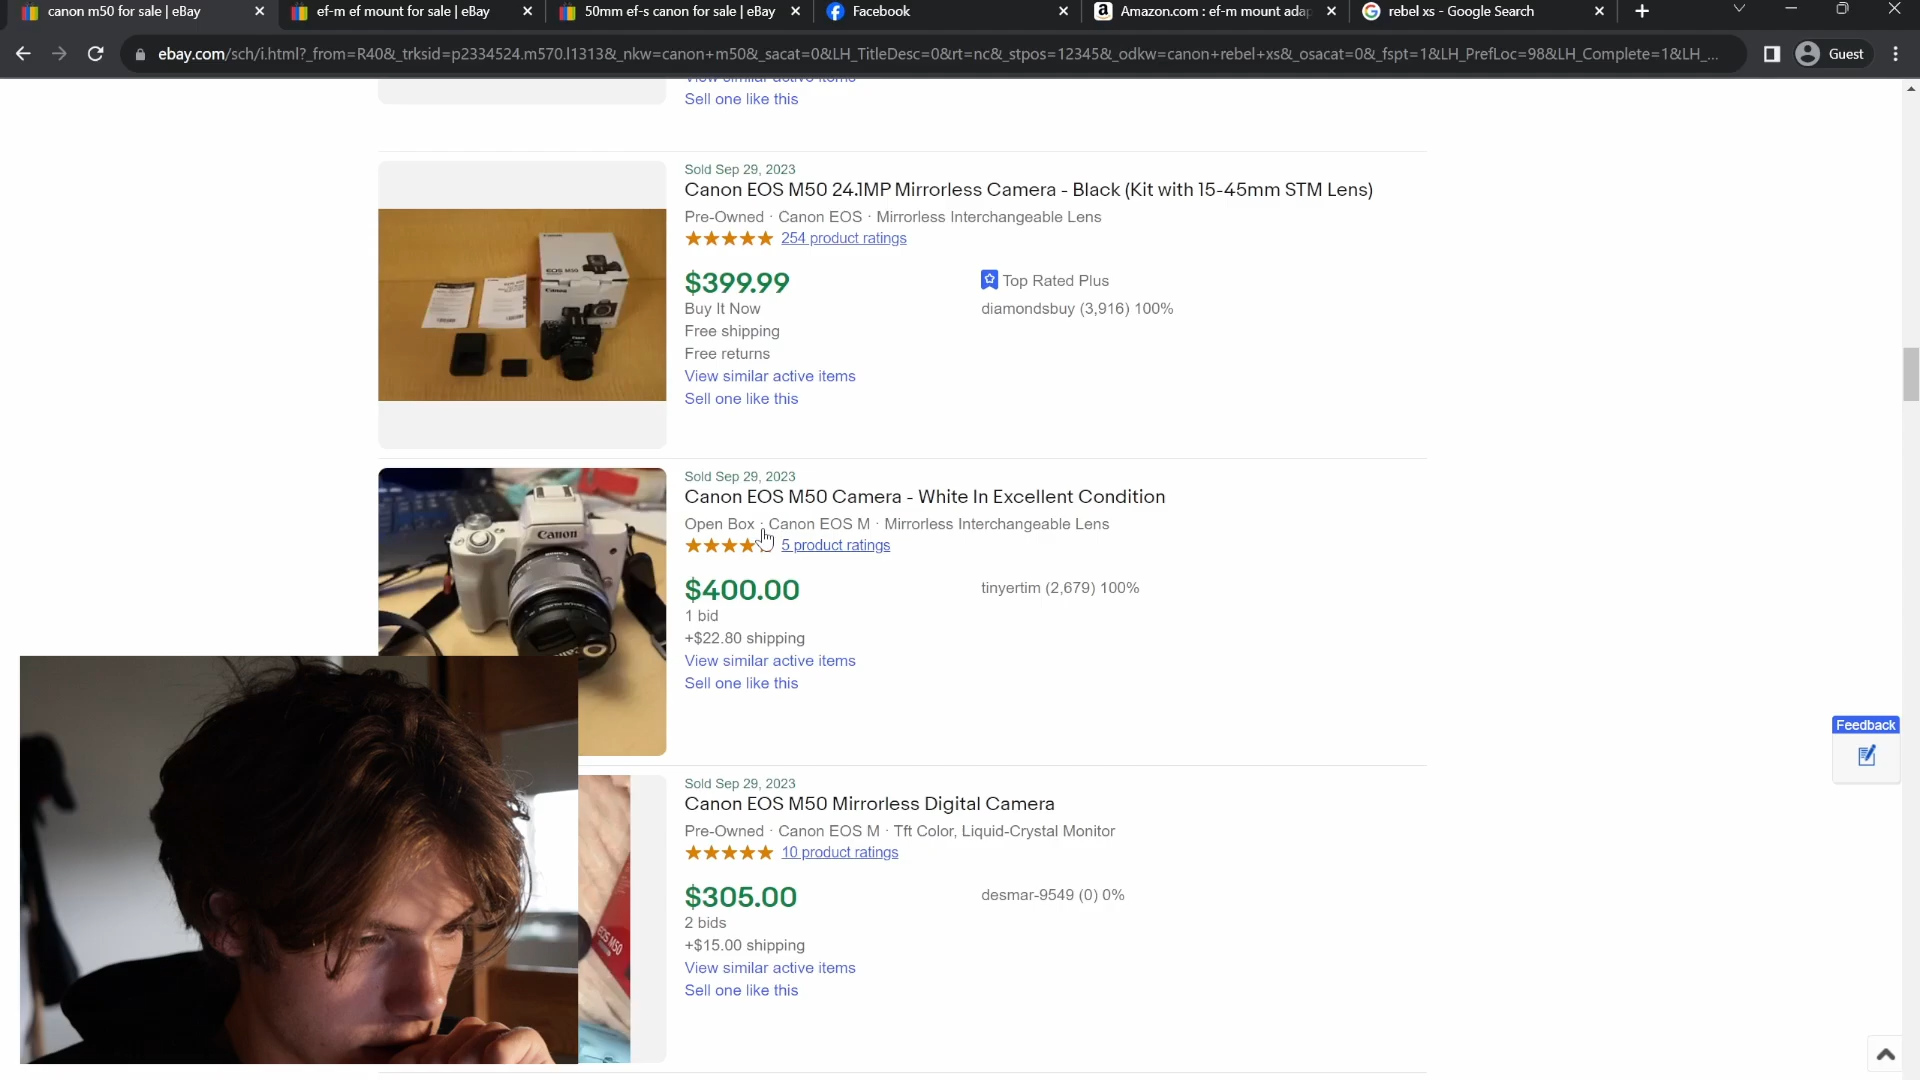 canon m50 for sale | eBay
ef-m ef mount for sale | eBay
50mm ef-s canon for sale | eBay
Facebook
Amazon.com : ef-m mount adap
rebel xs - Google Search
ebay.com/sch/i.html?_from=R40&_trksid=p2334524.m570.l1313&_nkw=canon+m50&_sacat=0&LH_TitleDesc=0&rt=nc&_stpos=12345&_odkw=canon+rebel+xs&_osacat=0&_fspt=1&LH_PrefLoc=98&LH_Complete=1&LH_...
Guest
View similar active items
Sell one like this
Sold Sep 29, 2023
Canon EOS M50 24.1MP Mirrorless Camera - Black (Kit with 15-45mm STM Lens)
Pre-Owned · Canon EOS · Mirrorless Interchangeable Lens
254 product ratings
$399.99
Top Rated Plus
Buy It Now
diamondsbuy (3,916) 100%
Free shipping
Free returns
View similar active items
Sell one like this
EOS M50
Canon
Sold Sep 29, 2023
Canon EOS M50 Camera - White In Excellent Condition
Open Box · Canon EOS M · Mirrorless Interchangeable Lens
5 product ratings
$400.00
tinyertim (2,679) 100%
1 bid
+$22.80 shipping
View similar active items
Sell one like this
Canon
Feedback
Sold Sep 29, 2023
Canon EOS M50 Mirrorless Digital Camera
Pre-Owned · Canon EOS M · Tft Color, Liquid-Crystal Monitor
10 product ratings
$305.00
desmar-9549 (0) 0%
2 bids
+$15.00 shipping
View similar active items
Sell one like this
EOS M50